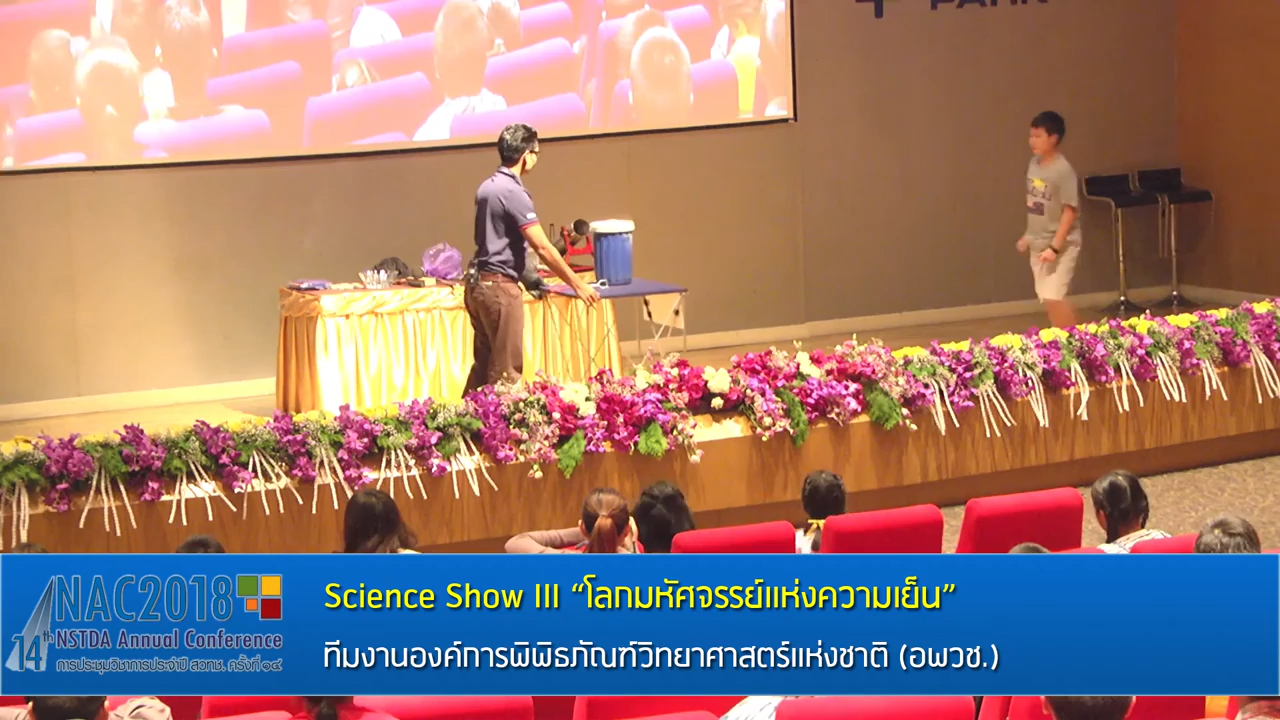 PARK
NAC2018
14th NSTDA Annual Conference
การประชุมวิชาการประจำปี สวทช. ครั้งที่ ๑๔
Science Show III “โลกมหัศจรรย์แห่งความเย็น”
ทีมงานองค์การพิพิธภัณฑ์วิทยาศาสตร์แห่งชาติ (อพวช.)